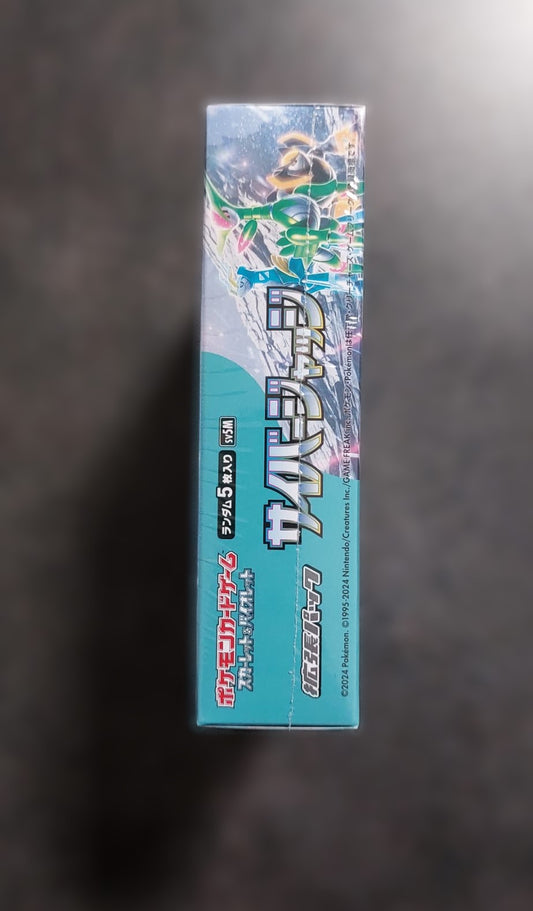 ポケモンカードゲーム
スカーレット&バイオレット
ランダム5枚入り
SV5M
拡張パック
サイバージャッジ
©2024 Pokémon. ©1995-2024 Nintendo/Creatures Inc./GAME FREAK inc.